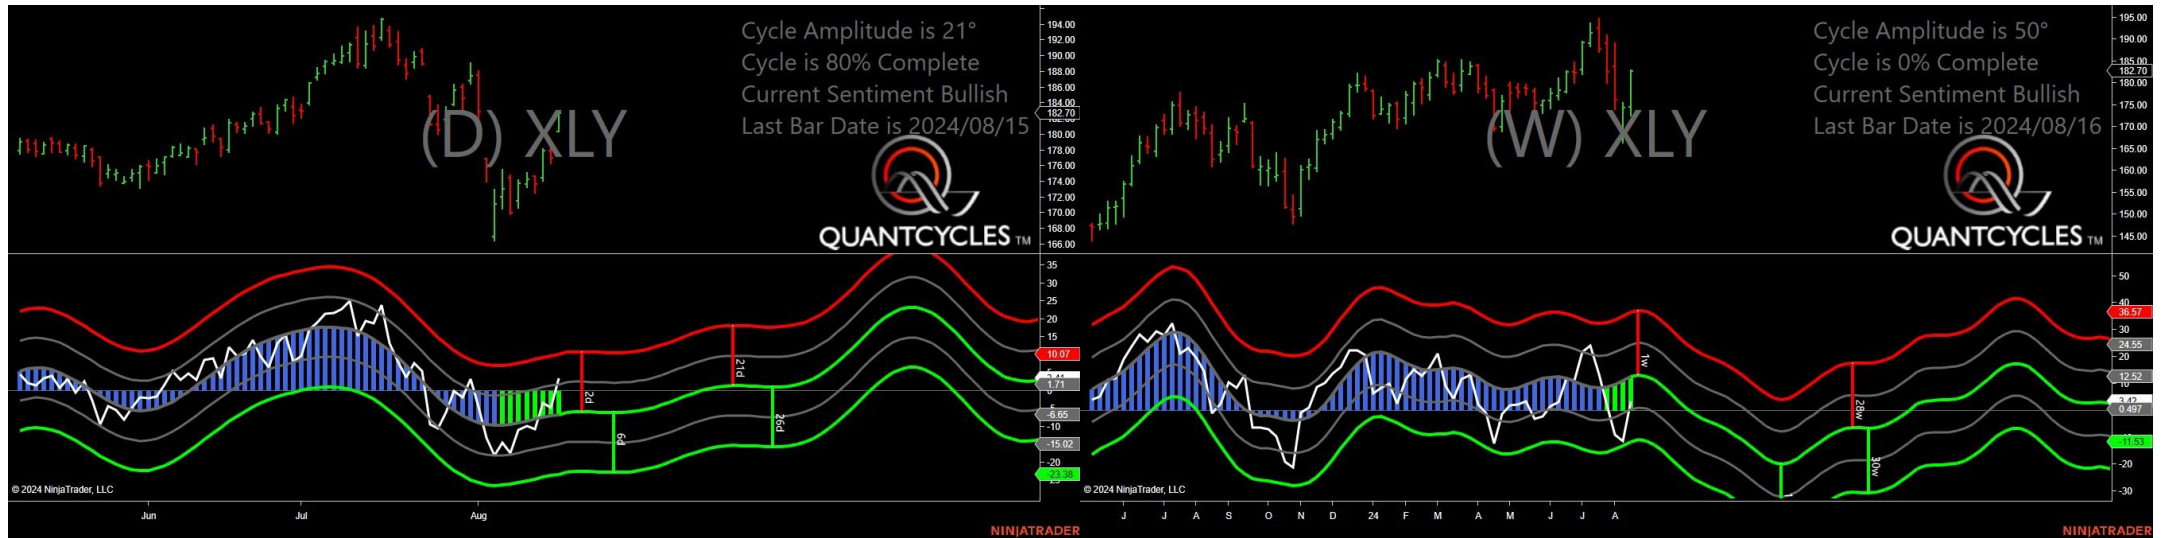 Cycle Amplitude is 21°
Cycle is 80% Complete
Current Sentiment Bullish
Last Bar Date is 2024/08/15
(D) XLY
QUANTCYCLES TM
194.00
192.00
190.00
188.00
186.00
184.00
182.70
180.00
178.00
176.00
174.00
172.00
170.00
168.00
166.00
35
30
25
20
15
10.07
1.71
-6.65
-10
-15.02
-20
-23.38
2d
6d
21d
26d
© 2024 NinjaTrader, LLC
Jun
Jul
Aug
NINJATRADER
Cycle Amplitude is 50°
Cycle is 0% Complete
Current Sentiment Bullish
Last Bar Date is 2024/08/16
(W) XLY
QUANTCYCLES TM
195.00
190.00
185.00
182.70
180.00
175.00
170.00
165.00
160.00
155.00
150.00
145.00
50
40
36.57
30
24.55
20
12.52
3.42
0.497
-11.53
-20
-30
1w
28w
30w
© 2024 NinjaTrader, LLC
J J A S O N D 24 F M A M J J A
NINJATRADER